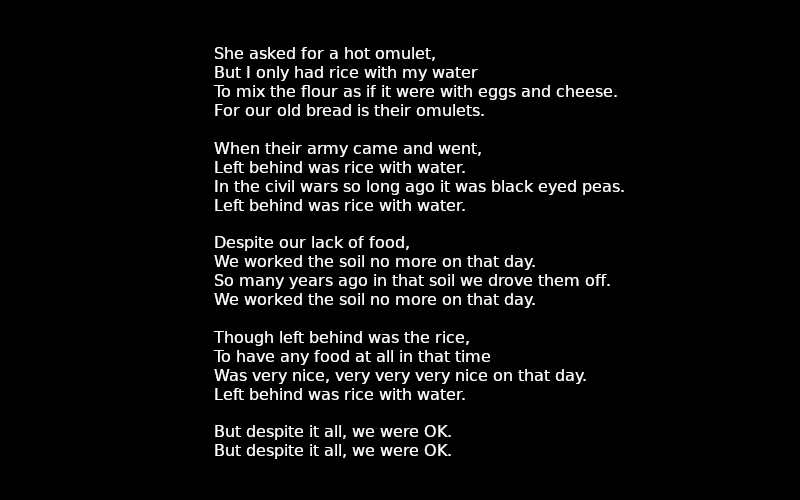 She asked for a hot omulet,
But I only had rice with my water
To mix the flour as if it were with eggs and cheese.
For our old bread is their omulets.

When their army came and went,
Left behind was rice with water.
In the civil wars so long ago it was black eyed peas.
Left behind was rice with water.

Despite our lack of food,
We worked the soil no more on that day.
So many years ago in that soil we drove them off.
We worked the soil no more on that day.

Though left behind was the rice,
To have any food at all in that time
Was very nice, very very very nice on that day.
Left behind was rice with water.

But despite it all, we were OK.
But despite it all, we were OK.